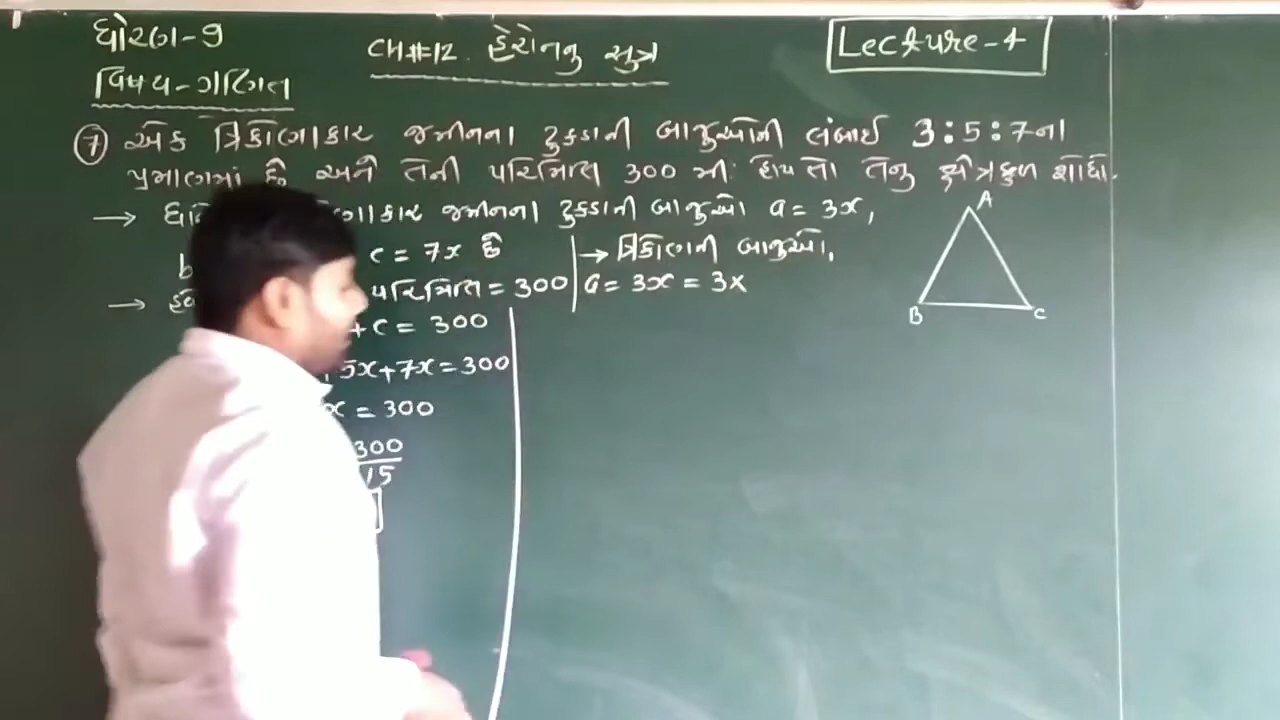 ધોરણ-9
CH#12. હેરોનનુ સુત્ર
Lecture-4
વિષય-ગણિત
(7) એક ત્રિકોણાકાર જમીનના ટુકડાની બાજુઓની લંબાઈ 3:5:7ના
પ્રમાણમાં છે અને તેની પરિમિતિ 300 મી. હોય તો તેનુ ક્ષેત્રફળ શોધો.
→ જમીનના ટુકડાની બાજુઓ a = 3x,
b c = 7x છે
→ પરિમિતિ = 300
+ c = 300
5x+7x=300
x = 300
300
15
→ ત્રિકોણની બાજુઓ,
a = 3x = 3x
A
B
C